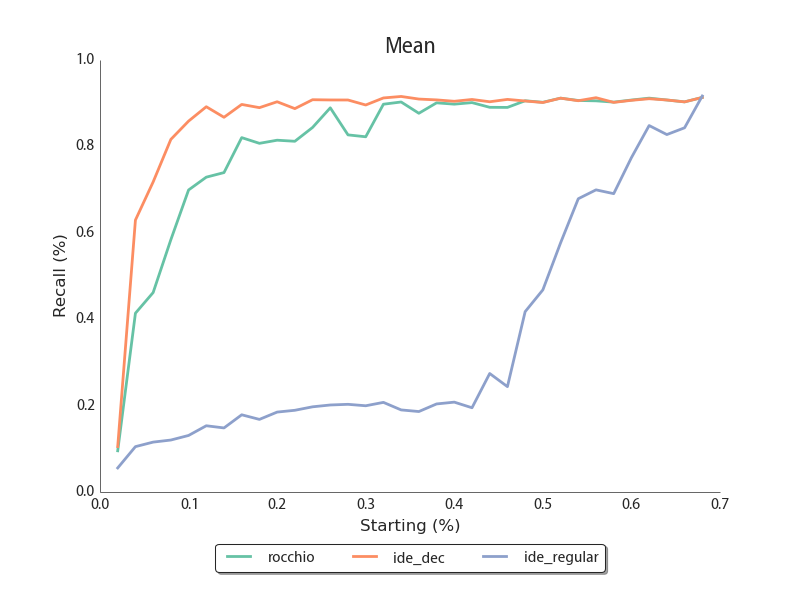 Mean
1.0
0.8
0.6
0.4
0.2
0.0
Recall (%)
0.0 0.1 0.2 0.3 0.4 0.5 0.6 0.7
Starting (%)
rocchio ide_dec ide_regular